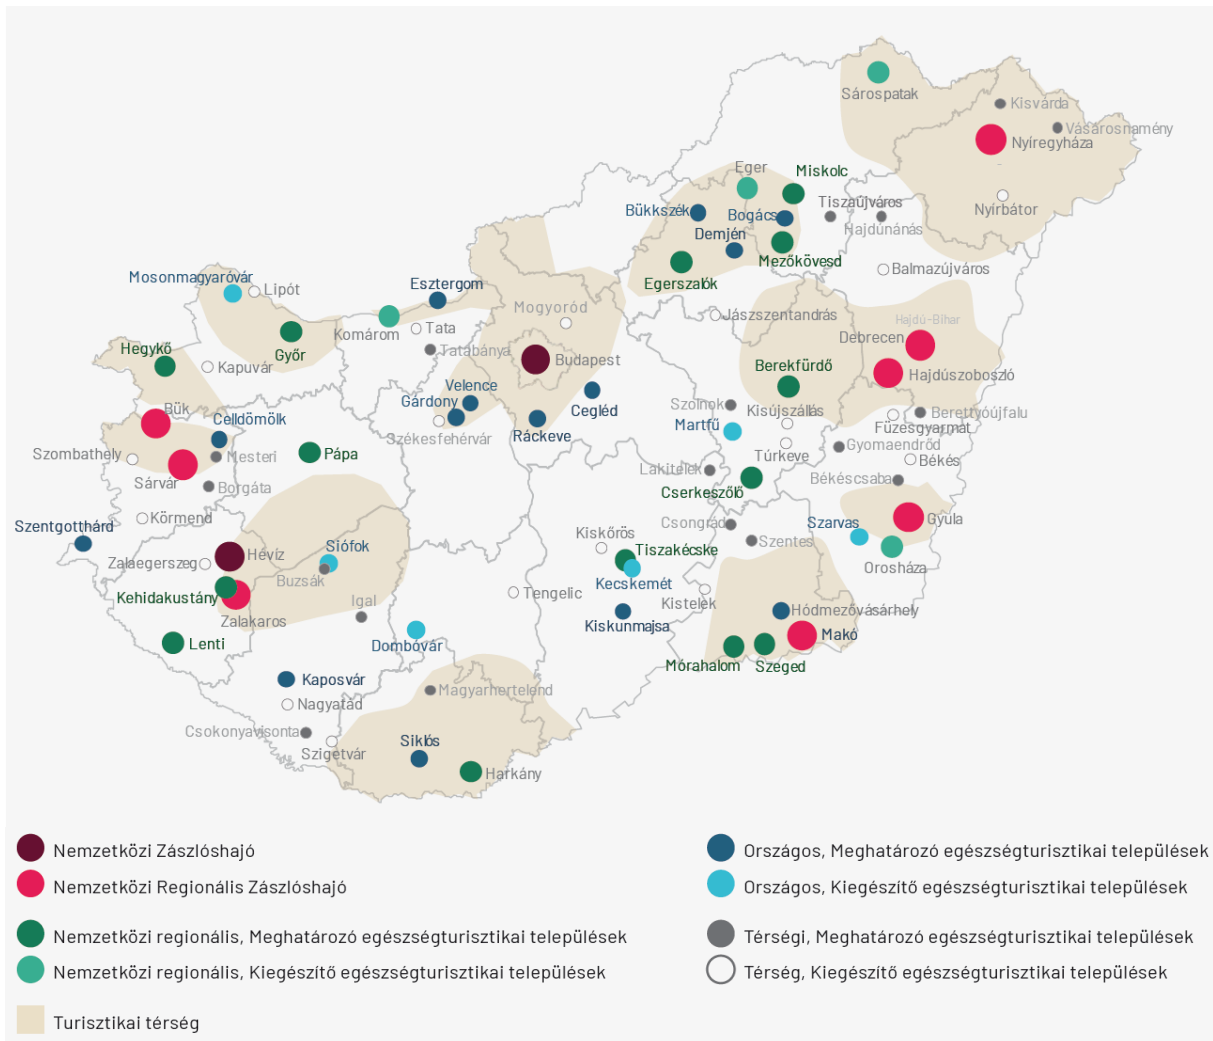 Sárospatak
Kisvárda
Vásárosnamény
Nyíregyháza
Eger
Miskolc
Tiszaújváros
Nyírbátor
Bükkszék
Bogács
Hajdúnánás
Demjén
Mezőkövesd
Balmazújváros
Egerszalók
Mosonmagyaróvár
Lipót
Esztergom
Mogyoród
Jászszentandrás
Hajdú-Bihar
Komárom
Tata
Debrecen
Hegykő
Győr
Tatabánya
Budapest
Kapuvár
Berekfürdő
Hajdúszoboszló
Velence
Gárdony
Cegléd
Szolnok
Kisújszállás
Berettyóújfalu
Bük
Celldömölk
Ráckeve
Martfű
Füzesgyarmat
Székesfehérvár
Gyomaendrőd
Szombathely
Mesteri
Pápa
Türkeve
Békés
Lakitelek
Sárvár
Borgáta
Cserkeszőlő
Békéscsaba
Körmend
Szentgotthárd
Csongrád
Szarvas
Gyula
Kiskőrös
Szentes
Siófok
Tiszakécske
Hévíz
Zalaegerszeg
Orosháza
Buzsák
Kecskemét
Kehidakustány
Igal
Tengelic
Kistelek
Hódmezővásárhely
Zalakaros
Kiskunmajsa
Makó
Lenti
Dombóvár
Mórahalom
Szeged
Kaposvár
Magyarhertelend
Nagyatád
Csokonyavisonta
Szigetvár
Siklós
Harkány
Nemzetközi Zászlóshajó
Nemzetközi Regionális Zászlóshajó
Nemzetközi regionális, Meghatározó egészségturisztikai települések
Nemzetközi regionális, Kiegészítő egészségturisztikai települések
Turisztikai térség
Országos, Meghatározó egészségturisztikai települések
Országos, Kiegészítő egészségturisztikai települések
Térségi, Meghatározó egészségturisztikai települések
Térség, Kiegészítő egészségturisztikai települések